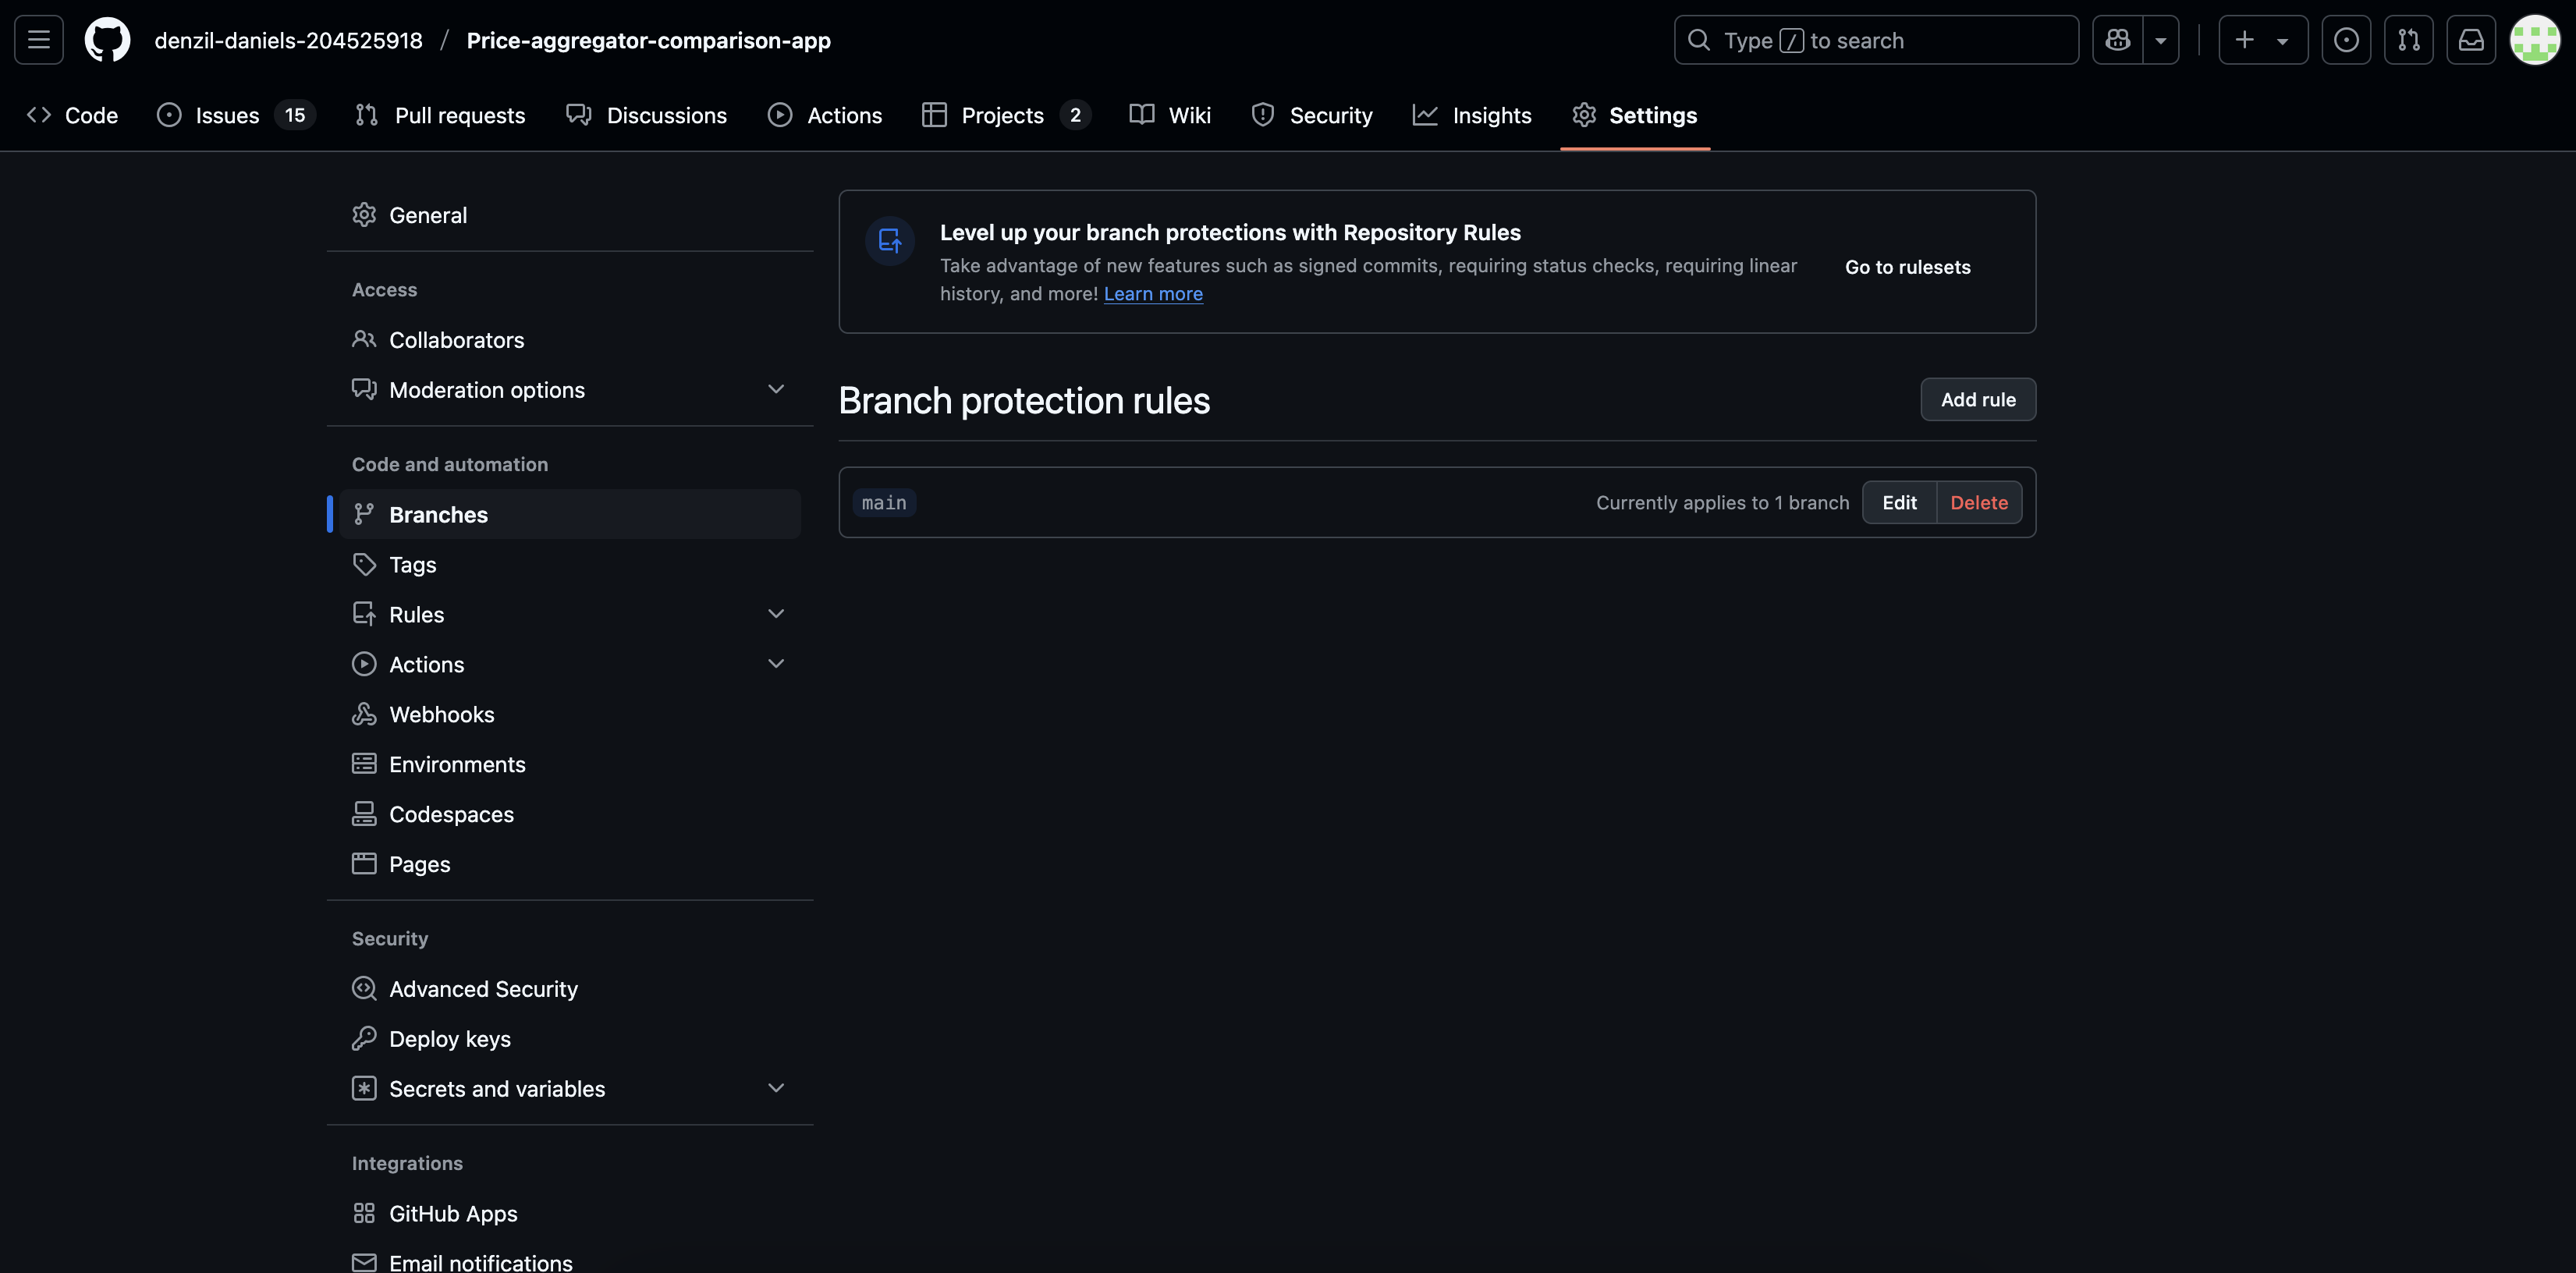 denzil-daniels-204525918 / Price-aggregator-comparison-app
Type / to search
Code
Issues 15
Pull requests
Discussions
Actions
Projects 2
Wiki
Security
Insights
Settings
General
Access
Collaborators
Moderation options
Code and automation
Branches
Tags
Rules
Actions
Webhooks
Environments
Codespaces
Pages
Security
Advanced Security
Deploy keys
Secrets and variables
Integrations
GitHub Apps
Email notifications
Level up your branch protections with Repository Rules
Take advantage of new features such as signed commits, requiring status checks, requiring linear
history, and more! Learn more
Go to rulesets
Branch protection rules
Add rule
main
Currently applies to 1 branch
Edit
Delete